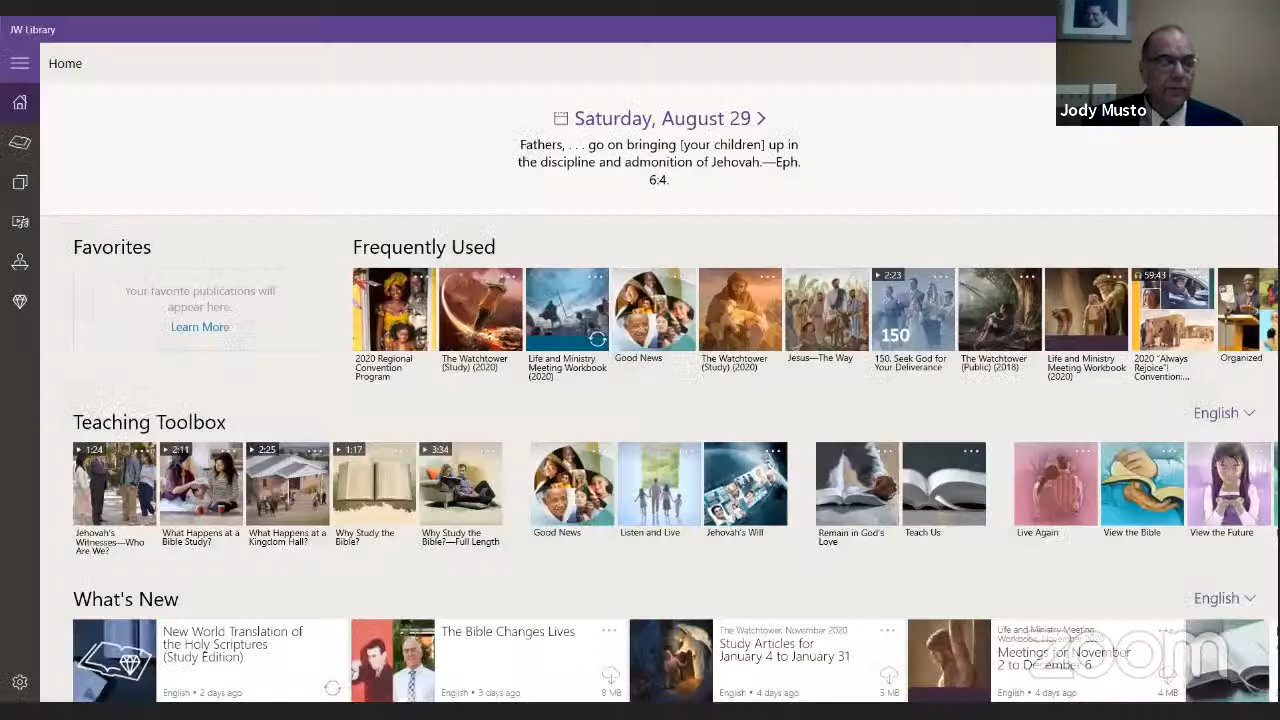 JW Library
Home
Jody Musto
Saturday, August 29
Fathers, . . . go on bringing [your children] up in
the discipline and admonition of Jehovah.—Eph.
6:4.
Favorites
Your favorite publications will
appear here.
Learn More
Frequently Used
2:23
59:43
150
2020 Regional
Convention
Program
The Watchtower
(Study) (2020)
Life and Ministry
Meeting Workbook
(2020)
Good News
The Watchtower
(Study) (2020)
Jesus—The Way
150. Seek God for
Your Deliverance
The Watchtower
(Public) (2018)
Life and Ministry
Meeting Workbook
(2020)
2020 "Always
Rejoice"!
Convention:...
Organized
Teaching Toolbox
English
1:24
2:11
2:25
1:17
3:34
Jehovah's
Witnesses—Who
Are We?
What Happens at a
Bible Study?
What Happens at a
Kingdom Hall?
Why Study the
Bible?
Why Study the
Bible?—Full Length
Good News
Listen and Live
Jehovah's Will
Remain in God's
Love
Teach Us
Live Again
View the Bible
View the Future
What's New
English
New World Translation of
the Holy Scriptures
(Study Edition)
English • 2 days ago
The Bible Changes Lives
English • 3 days ago
8 MB
The Watchtower, November 2020
Study Articles for
January 4 to January 31
English • 4 days ago
5 MB
Life and Ministry Meeting
Workbook, November 2020
Meetings for November
2 to December 6
English • 4 days ago
4 MB
zoom